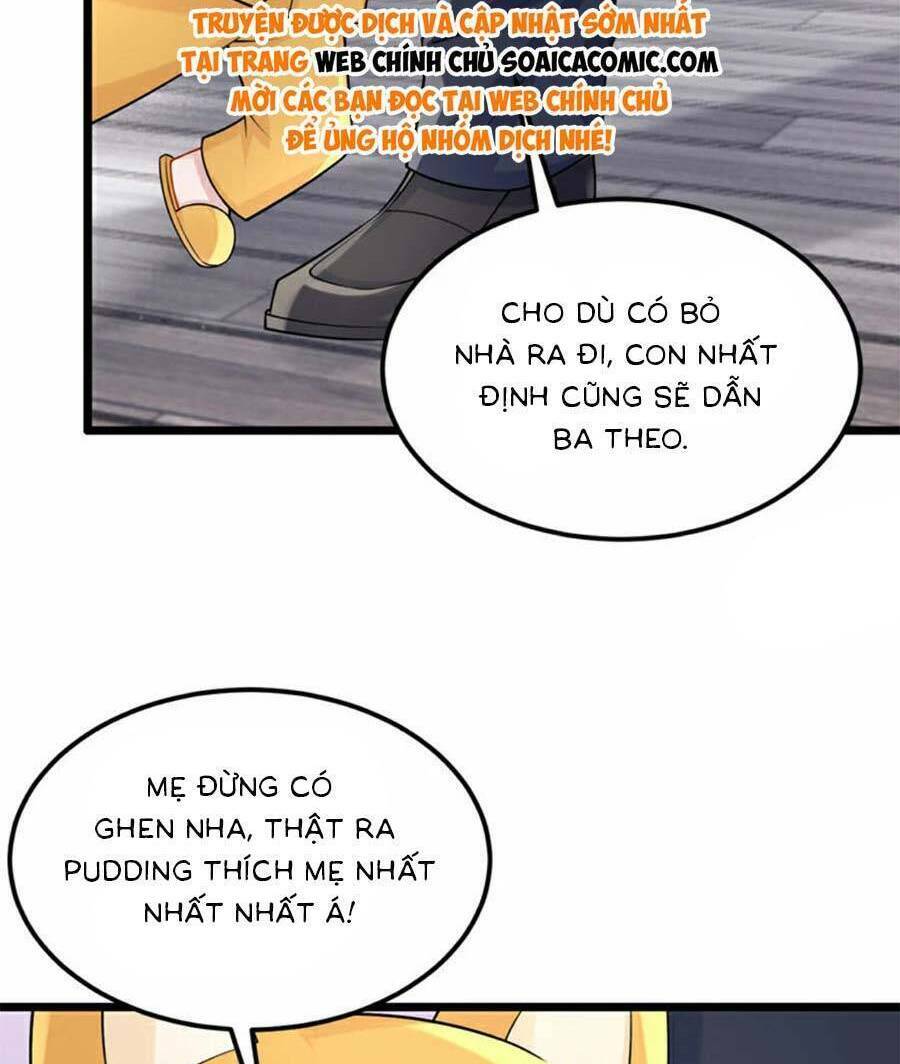 TRUYỆN ĐƯỢC DỊCH VÀ CẬP NHẬT SỚM NHẤT
TẠI TRANG WEB CHÍNH CHỦ SOAICACOMIC.COM
MỜI CÁC BẠN ĐỌC TẠI WEB CHÍNH CHỦ
ĐỂ ỦNG HỘ NHÓM DỊCH NHÉ!
CHO DÙ CÓ BỎ
NHÀ RA ĐI, CON NHẤT
ĐỊNH CŨNG SẼ DẪN
BA THEO.
MẸ ĐỪNG CÓ
GHEN NHA, THẬT RA
PUDDING THÍCH MẸ NHẤT
NHẤT NHẤT Á!